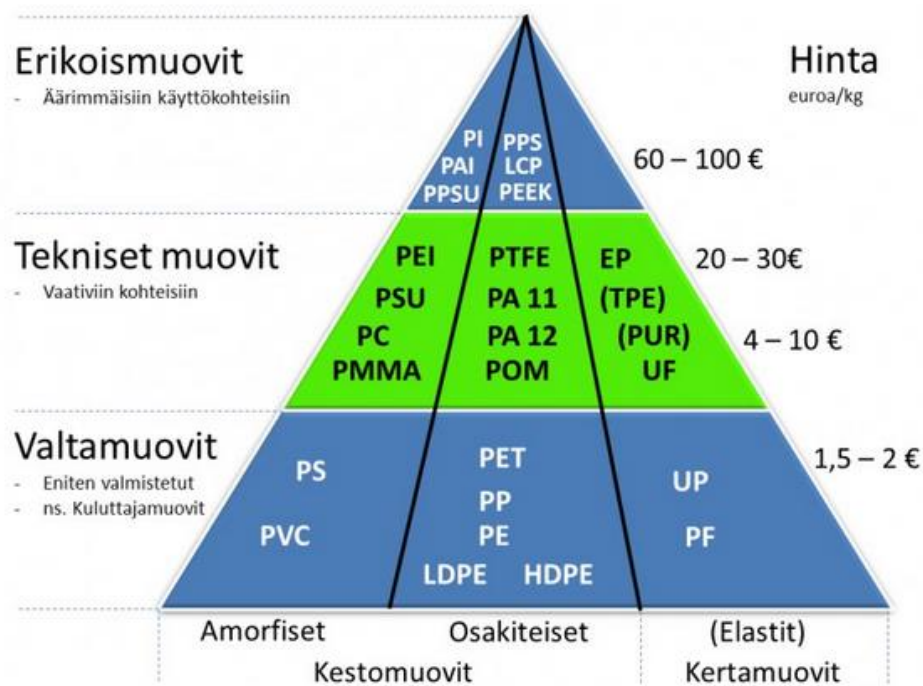 Erikoismuovit
- Äärimmäisiin käyttökohteisiin
Hinta
euroa/kg
PI
PAI
PPSU
PPS
LCP
PEEK
60 – 100 €
Tekniset muovit
- Vaativiin kohteisiin
PEI
PSU
PC
PMMA
PTFE
PA 11
PA 12
POM
EP
(TPE)
(PUR)
UF
20 – 30€
4 – 10 €
Valtamuovit
- Eniten valmistetut
- ns. Kuluttajamuovit
PS
PVC
PET
PP
PE
LDPE HDPE
UP
PF
1,5 – 2 €
Amorfiset Osakiteiset (Elastit)
Kestomuovit Kertamuovit